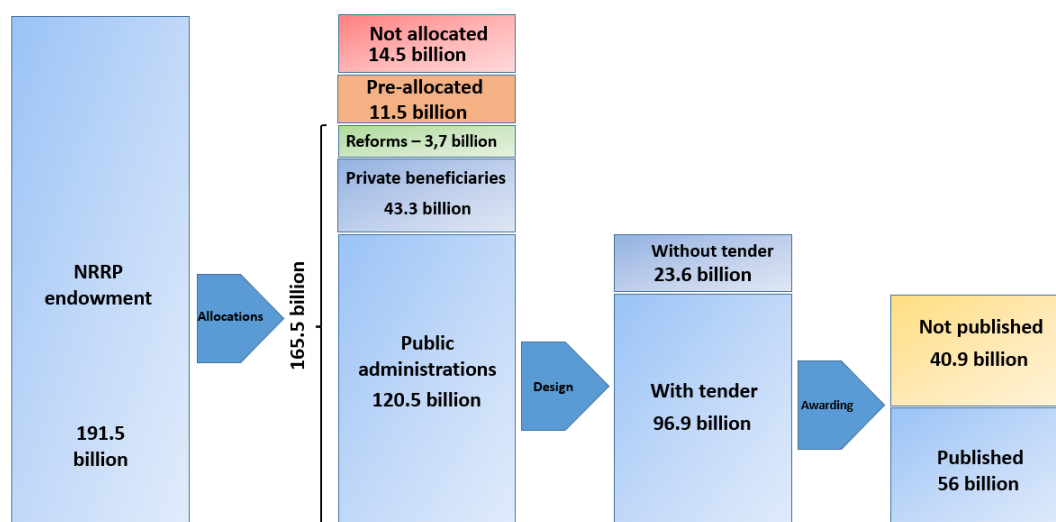 NRRP
endowment
191.5
billion
Allocations
165.5 billion
Not allocated
14.5 billion
Pre-allocated
11.5 billion
Reforms – 3,7 billion
Private beneficiaries
43.3 billion
Public
administrations
120.5 billion
Design
Without tender
23.6 billion
With tender
96.9 billion
Awarding
Not published
40.9 billion
Published
56 billion